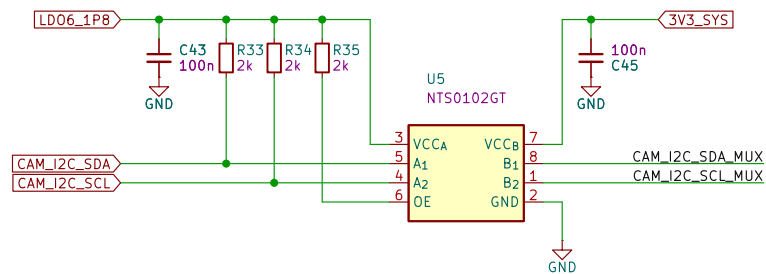 LDO6_1P8
3V3_SYS
C43
100n
R33
2k
R34
2k
R35
2k
100n
C45
GND
GND
U5
NTS0102GT
3 VCCA VCCB 7
CAM_I2C_SDA 5 A1 B1 8 CAM_I2C_SDA_MUX
CAM_I2C_SCL 4 A2 B2 1 CAM_I2C_SCL_MUX
6 OE GND 2
GND